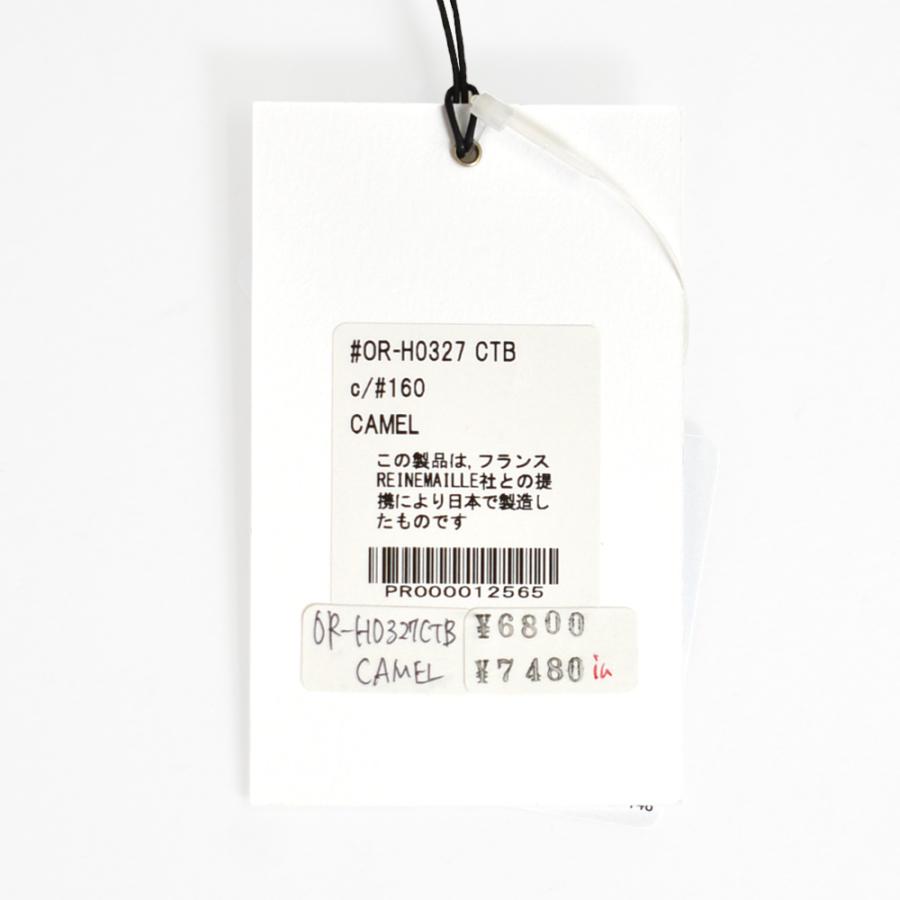 #OR-H0327 CTB
c/#160
CAMEL
この製品は,フランス
REINEMAILLE社との提
携により日本で製造し
たものです
PR000012565
OR-H0327CTB
CAMEL
¥6800
¥7480 in